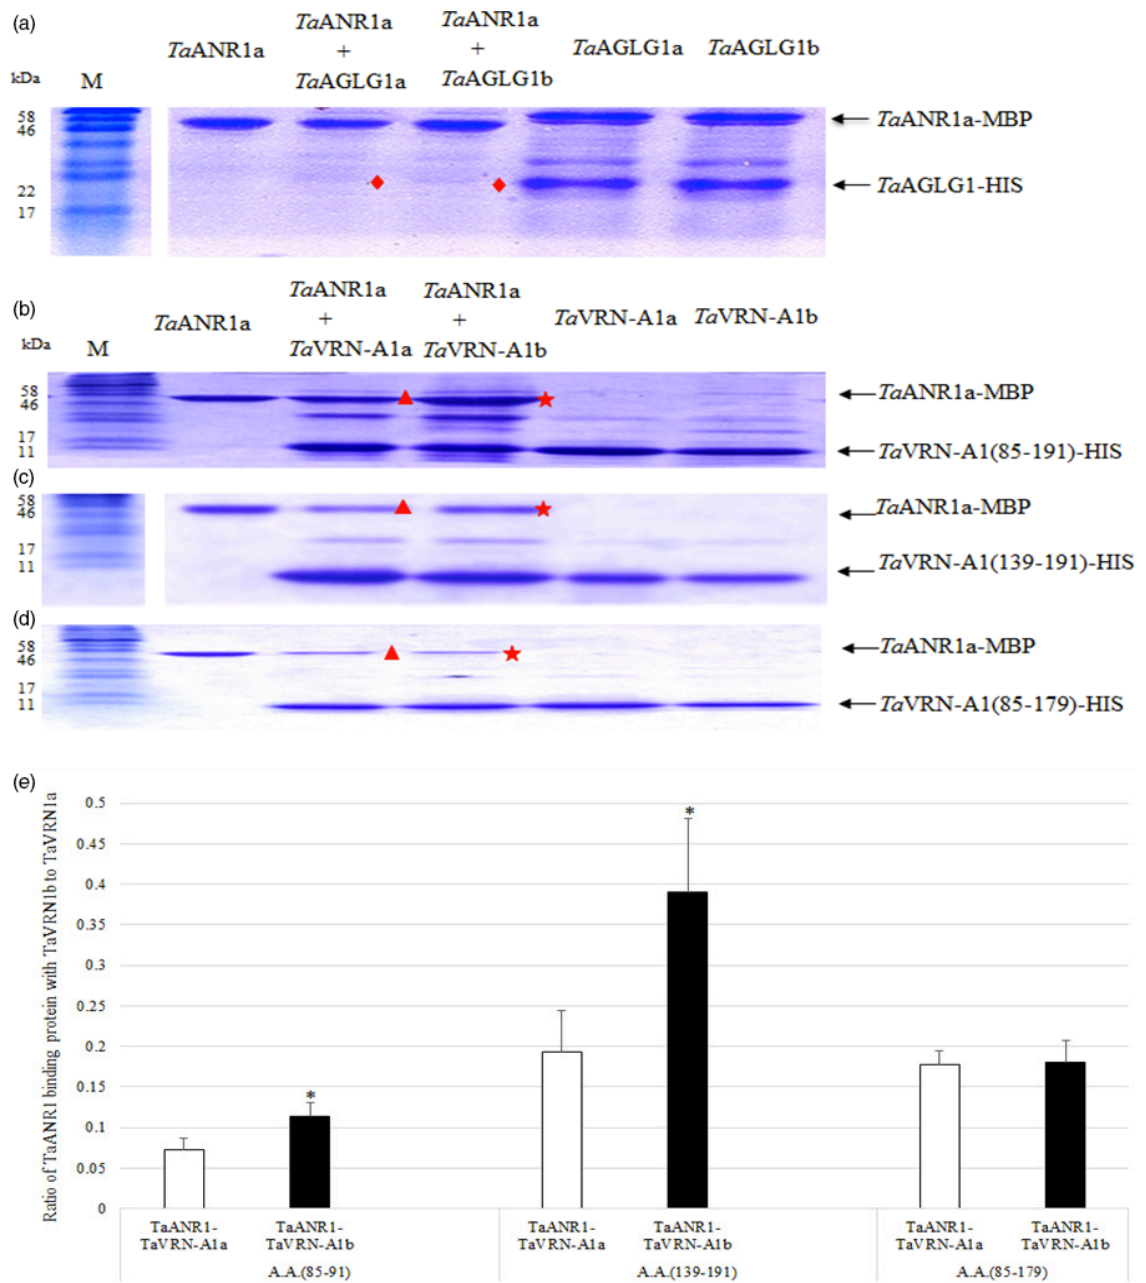 (a)
TaANR1a
TaANR1a
+
TaAGLG1a
TaANR1a
+
TaAGLG1b
TaAGLG1a
TaAGLG1b
kDa
M
58
46
22
17
TaANR1a-MBP
TaAGLG1-HIS
(b)
TaANR1a
TaANR1a
+
TaVRN-A1a
TaANR1a
+
TaVRN-A1b
TaVRN-A1a
TaVRN-A1b
kDa
M
58
46
17
11
TaANR1a-MBP
TaVRN-A1(85-191)-HIS
(c)
58
46
17
11
TaANR1a-MBP
TaVRN-A1(139-191)-HIS
(d)
58
46
17
11
TaANR1a-MBP
TaVRN-A1(85-179)-HIS
(e)
Ratio of TaANR1 binding protein with TaVRN1b to TaVRN1a
0.5
0.45
0.4
0.35
0.3
0.25
0.2
0.15
0.1
0.05
0
*
*
TaANR1-
TaVRN-A1a
TaANR1-
TaVRN-A1b
TaANR1-
TaVRN-A1a
TaANR1-
TaVRN-A1b
TaANR1-
TaVRN-A1a
TaANR1-
TaVRN-A1b
A.A.(85-91)
A.A.(139-191)
A.A.(85-179)